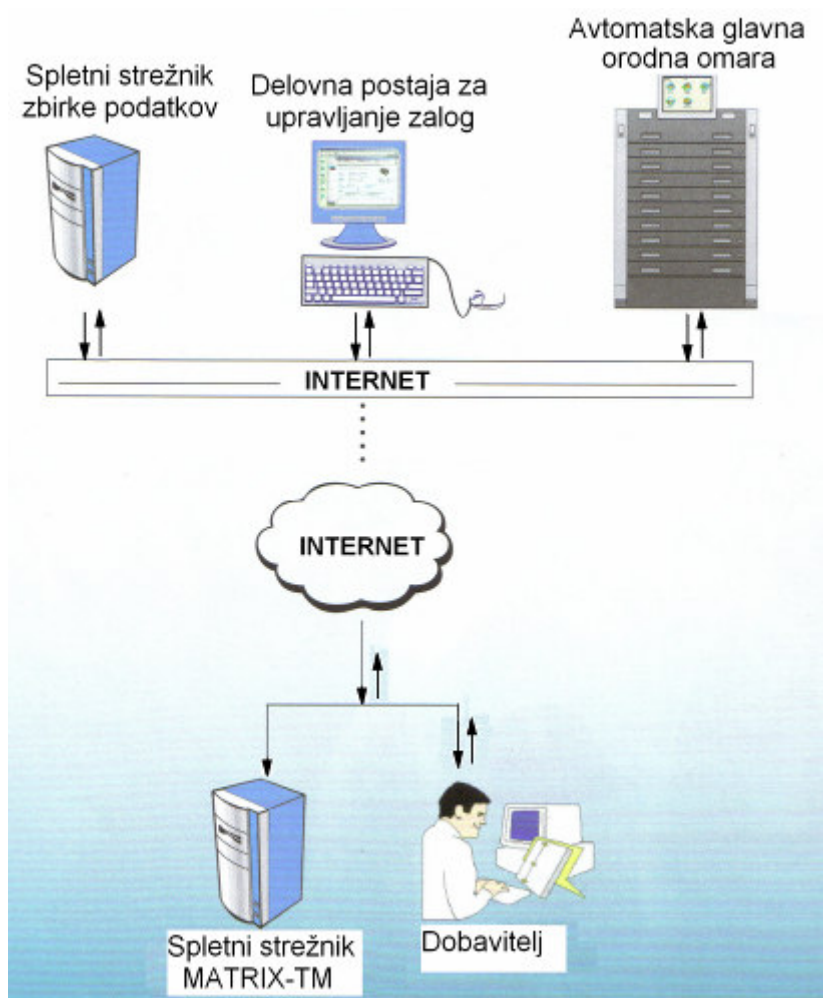 Spletni strežnik
zbirke podatkov
Delovna postaja za
upravljanje zalog
Avtomatska glavna
orodna omara
INTERNET
INTERNET
Spletni strežnik
MATRIX-TM
Dobavitelj